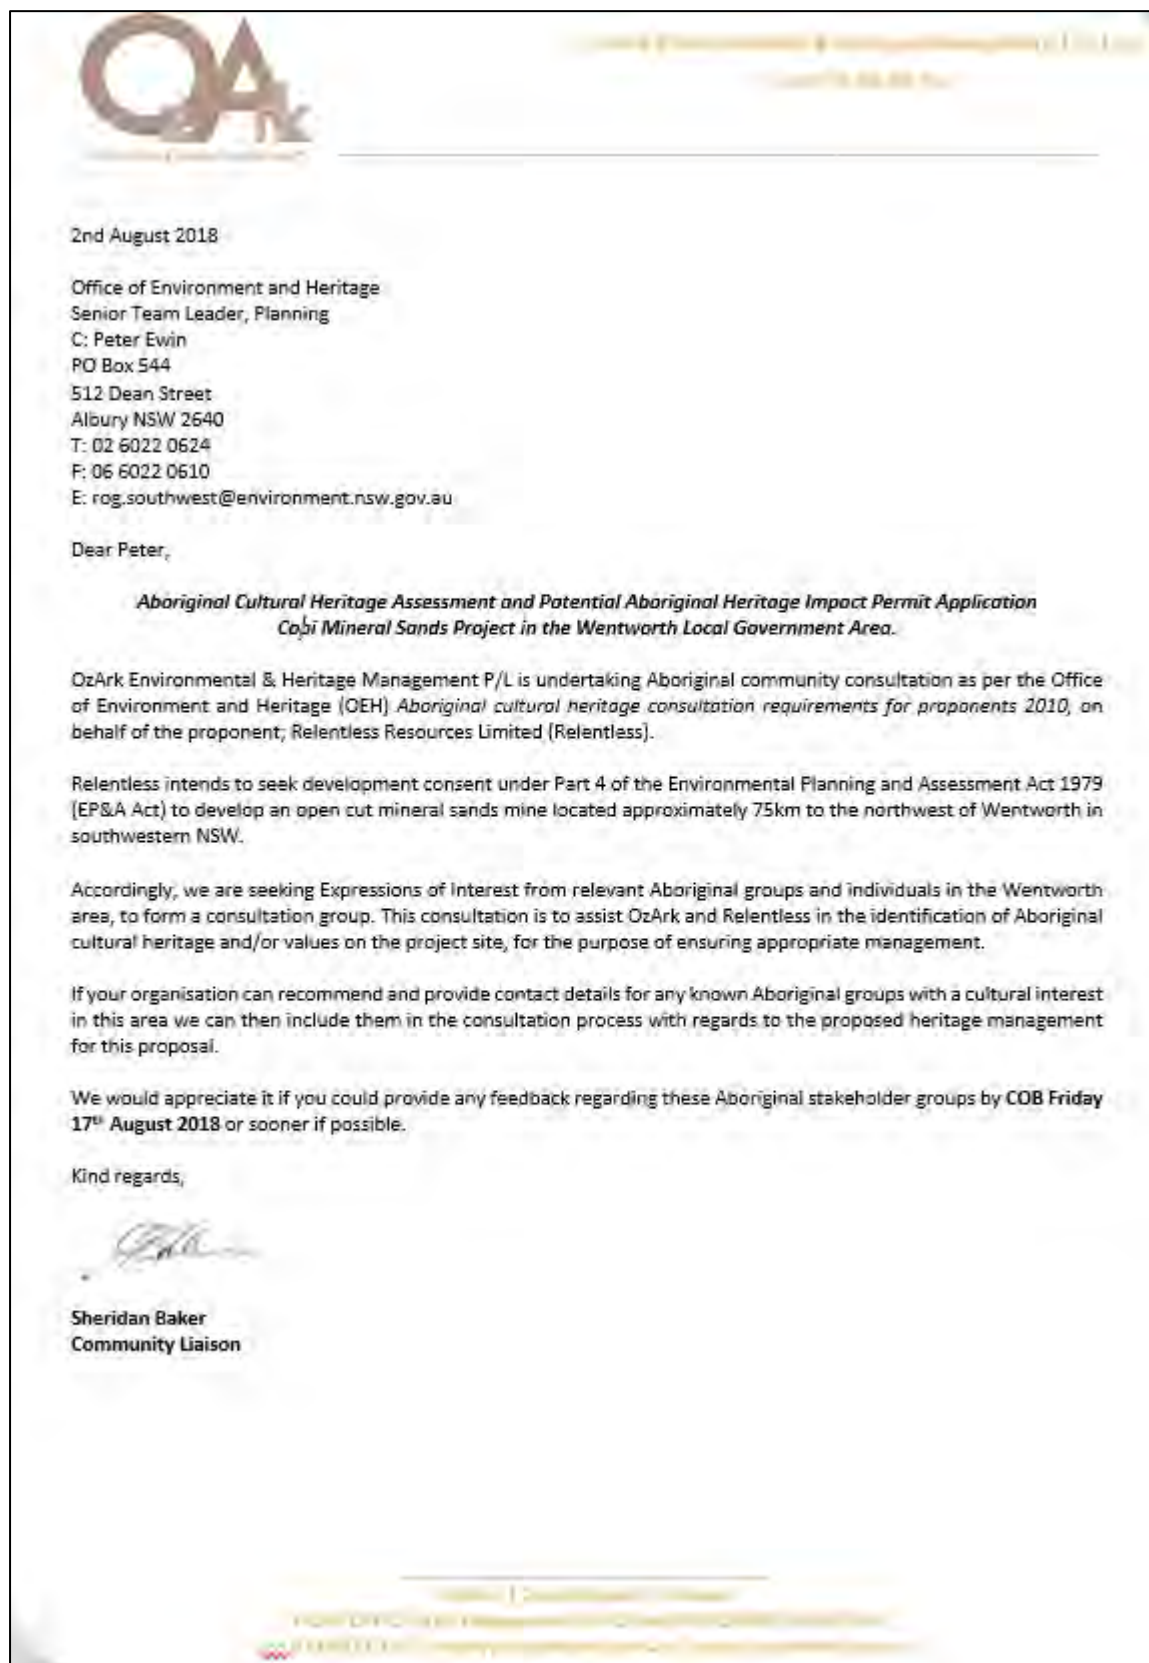 OzArk
2nd August 2018
Office of Environment and Heritage
Senior Team Leader, Planning
C: Peter Ewin
PO Box 544
512 Dean Street
Albury NSW 2640
T: 02 6022 0624
F: 06 6022 0610
E: rog.southwest@environment.nsw.gov.au
Dear Peter,
Aboriginal Cultural Heritage Assessment and Potential Aboriginal Heritage Impact Permit Application
Copi Mineral Sands Project in the Wentworth Local Government Area.
OzArk Environmental & Heritage Management P/L is undertaking Aboriginal community consultation as per the Office
of Environment and Heritage (OEH) Aboriginal cultural heritage consultation requirements for proponents 2010, on
behalf of the proponent; Relentless Resources Limited (Relentless).
Relentless intends to seek development consent under Part 4 of the Environmental Planning and Assessment Act 1979
(EP&A Act) to develop an open cut mineral sands mine located approximately 75km to the northwest of Wentworth in
southwestern NSW.
Accordingly, we are seeking Expressions of Interest from relevant Aboriginal groups and individuals in the Wentworth
area, to form a consultation group. This consultation is to assist OzArk and Relentless in the identification of Aboriginal
cultural heritage and/or values on the project site, for the purpose of ensuring appropriate management.
If your organisation can recommend and provide contact details for any known Aboriginal groups with a cultural interest
in this area we can then include them in the consultation process with regards to the proposed heritage management
for this proposal.
We would appreciate it if you could provide any feedback regarding these Aboriginal stakeholder groups by COB Friday
17th August 2018 or sooner if possible.
Kind regards,
Sheridan Baker
Community Liaison